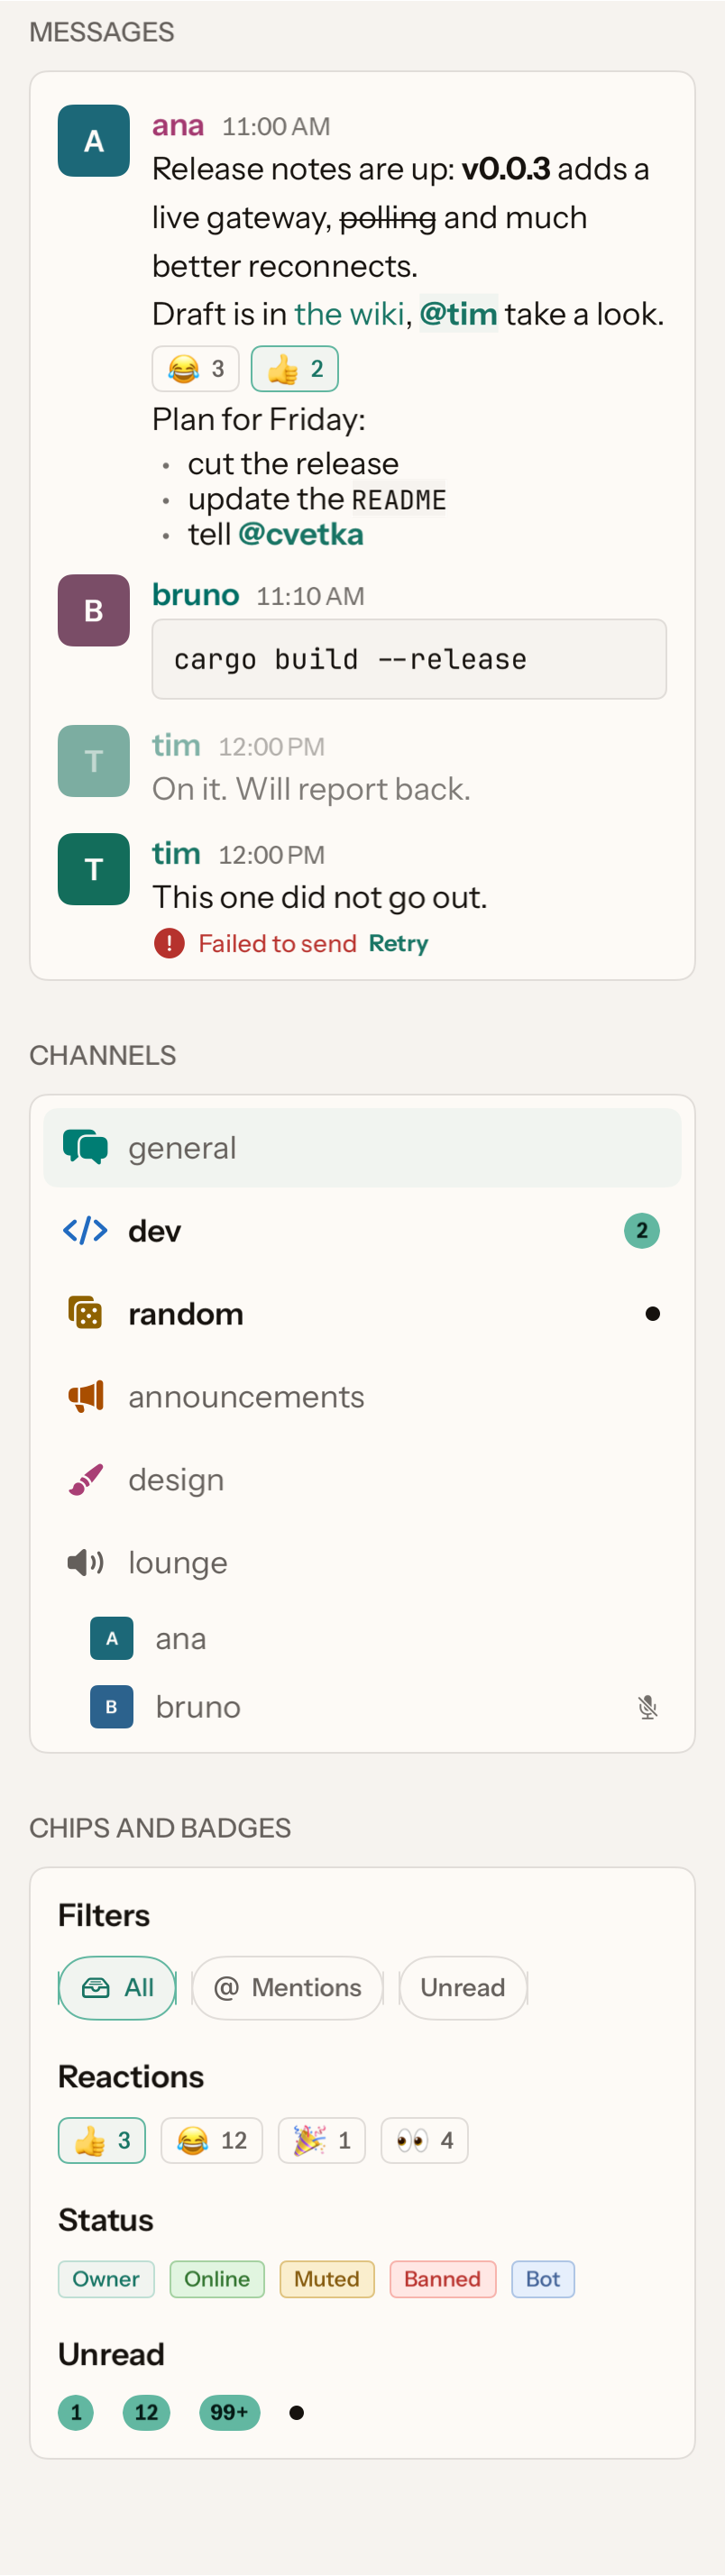 MESSAGES
A
ana 11:00 AM
Release notes are up: v0.0.3 adds a
live gateway, polling and much
better reconnects.
Draft is in the wiki, @tim take a look.
😂 3 👍 2
Plan for Friday:
• cut the release
• update the README
• tell @cvetka
B
bruno 11:10 AM
cargo build --release
T
tim 12:00 PM
On it. Will report back.
T
tim 12:00 PM
This one did not go out.
! Failed to send Retry
CHANNELS
general
</> dev 2
random
announcements
design
lounge
A ana
B bruno
CHIPS AND BADGES
Filters
All @ Mentions Unread
Reactions
👍 3 😂 12 🎉 1 👀 4
Status
Owner Online Muted Banned Bot
Unread
1 12 99+